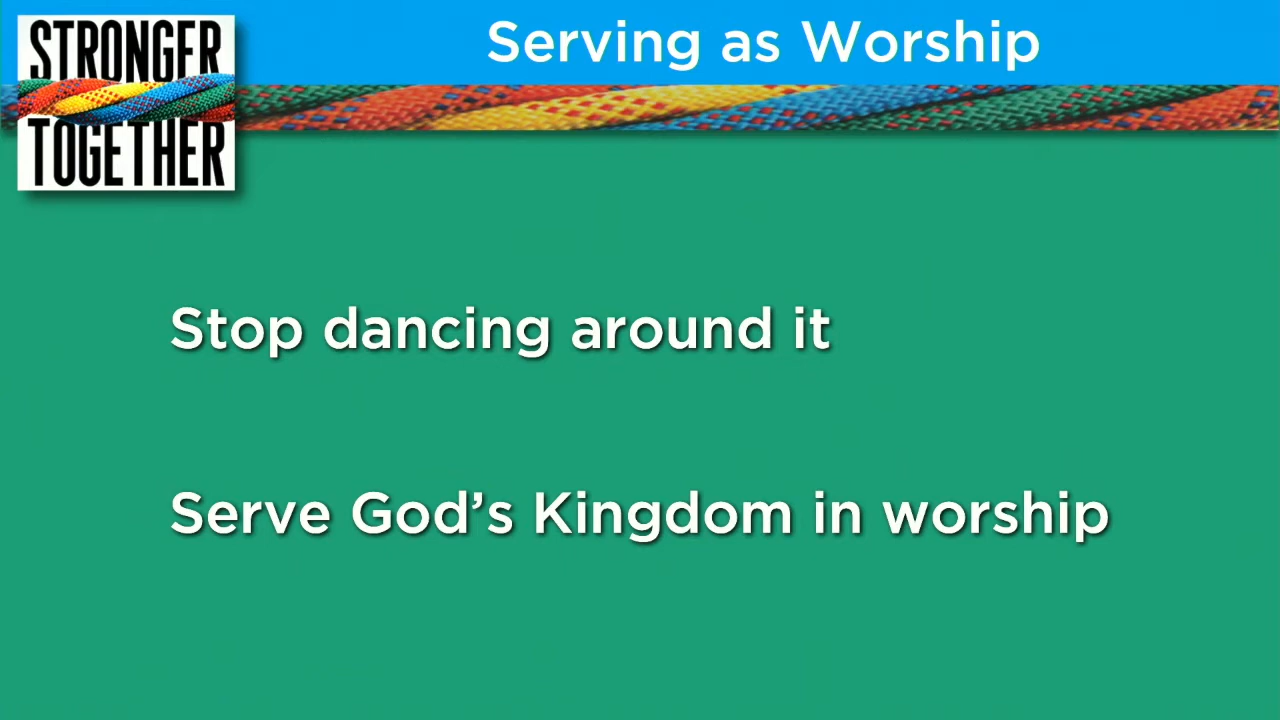 STRONGER
TOGETHER
Serving as Worship
Stop dancing around it
Serve God’s Kingdom in worship